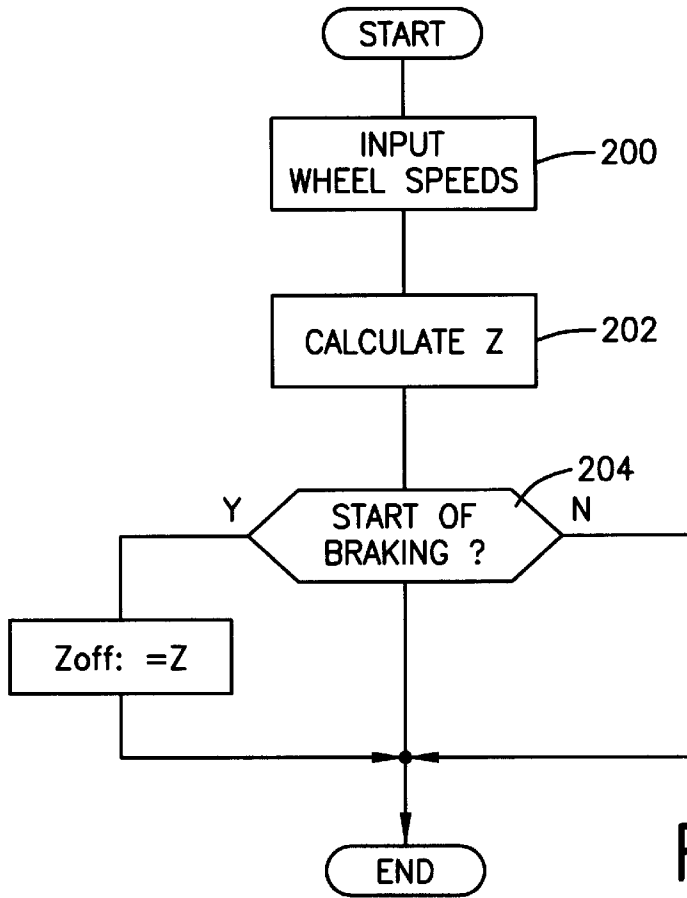 START
INPUT
WHEEL SPEEDS
200
CALCULATE Z
202
204
Y
START OF
BRAKING ?
N
Zoff: =Z
END